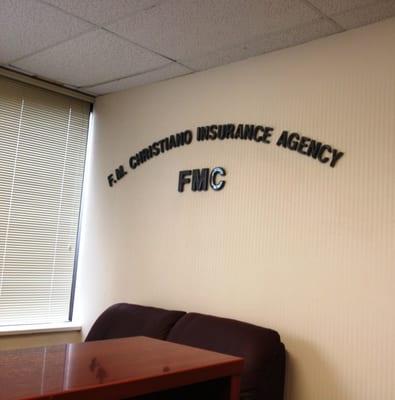 F. M. CHRISTIANO INSURANCE AGENCY
FMC